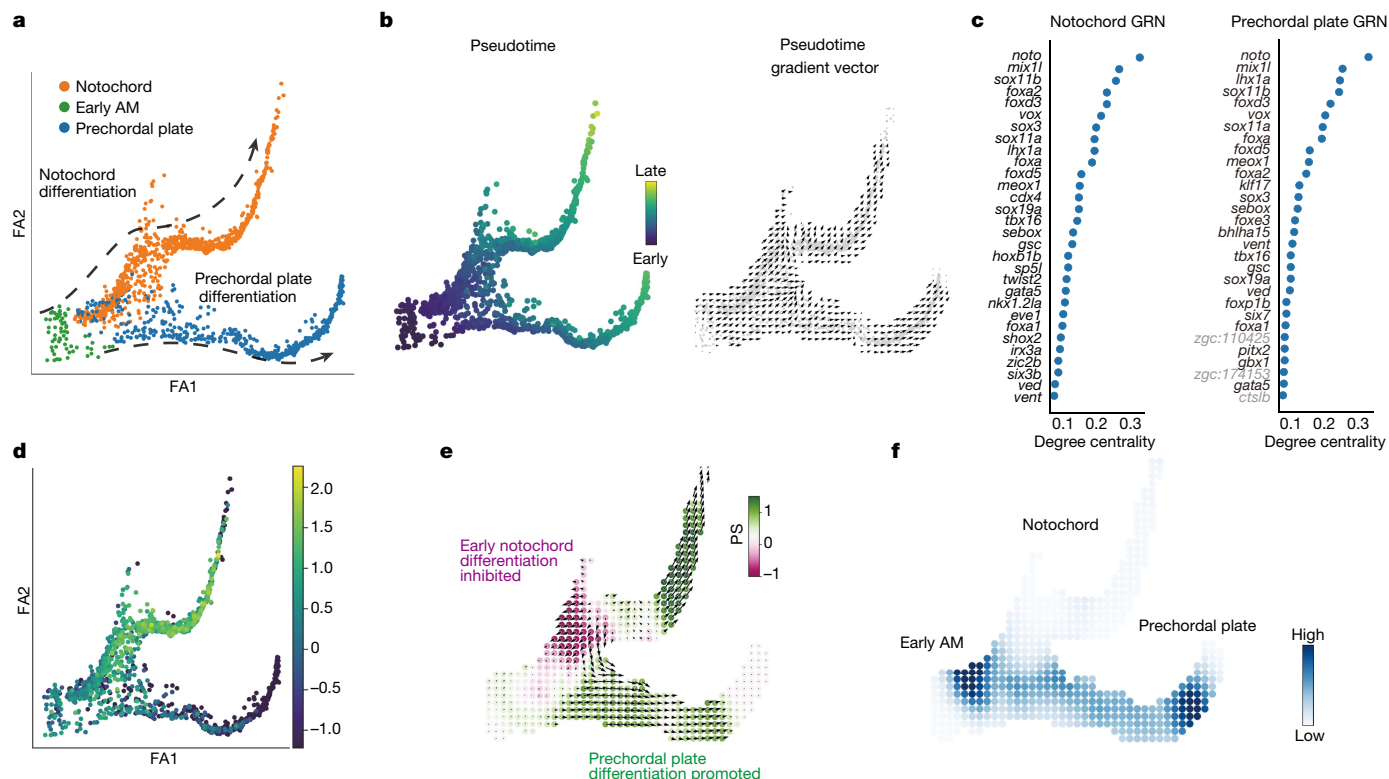 a
Notochord
Early AM
Prechordal plate
Notochord
differentiation
Prechordal plate
differentiation
FA2
FA1
b
Pseudotime
Late
Early
Pseudotime
gradient vector
c
Notochord GRN
noto
mix1l
sox11b
foxa2
foxd3
vox
sox3
sox11a
lhx1a
foxa
foxd5
meox1
cdx4
sox19a
tbx16
sebox
gsc
hoxb1b
sp5l
twist2
gata5
nkx1.2la
eve1
foxa1
shox2
irx3a
zic2b
six3b
ved
vent
0.1 0.2 0.3
Degree centrality
Prechordal plate GRN
noto
mix1l
lhx1a
sox11b
foxd3
vox
sox11a
foxa
foxd5
meox1
foxa2
klf17
sox3
sebox
foxe3
bhlha15
vent
tbx16
gsc
sox19a
ved
foxp1b
six7
foxa1
zgc:110425
pitx2
gbx1
zgc:174153
gata5
ctslb
0.1 0.2 0.3
Degree centrality
d
FA2
FA1
2.0
1.5
1.0
0.5
0
−0.5
−1.0
e
Early notochord
differentiation
inhibited
PS
1
0
−1
Prechordal plate
differentiation promoted
f
Notochord
Early AM
Prechordal plate
High
Low